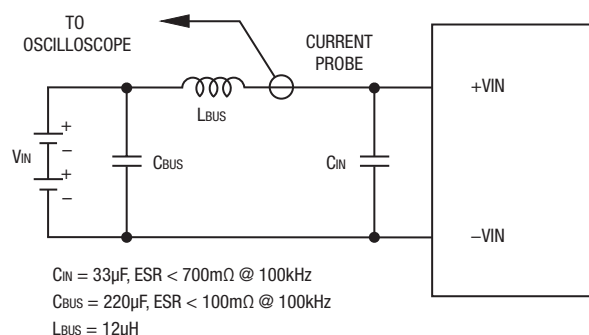 TO
OSCILLOSCOPE
CURRENT
PROBE
LBUS
+VIN
VIN
+
−
+
−
CBUS
CIN
−VIN
CIN = 33µF, ESR < 700mΩ @ 100kHz
CBUS = 220µF, ESR < 100mΩ @ 100kHz
LBUS = 12µH